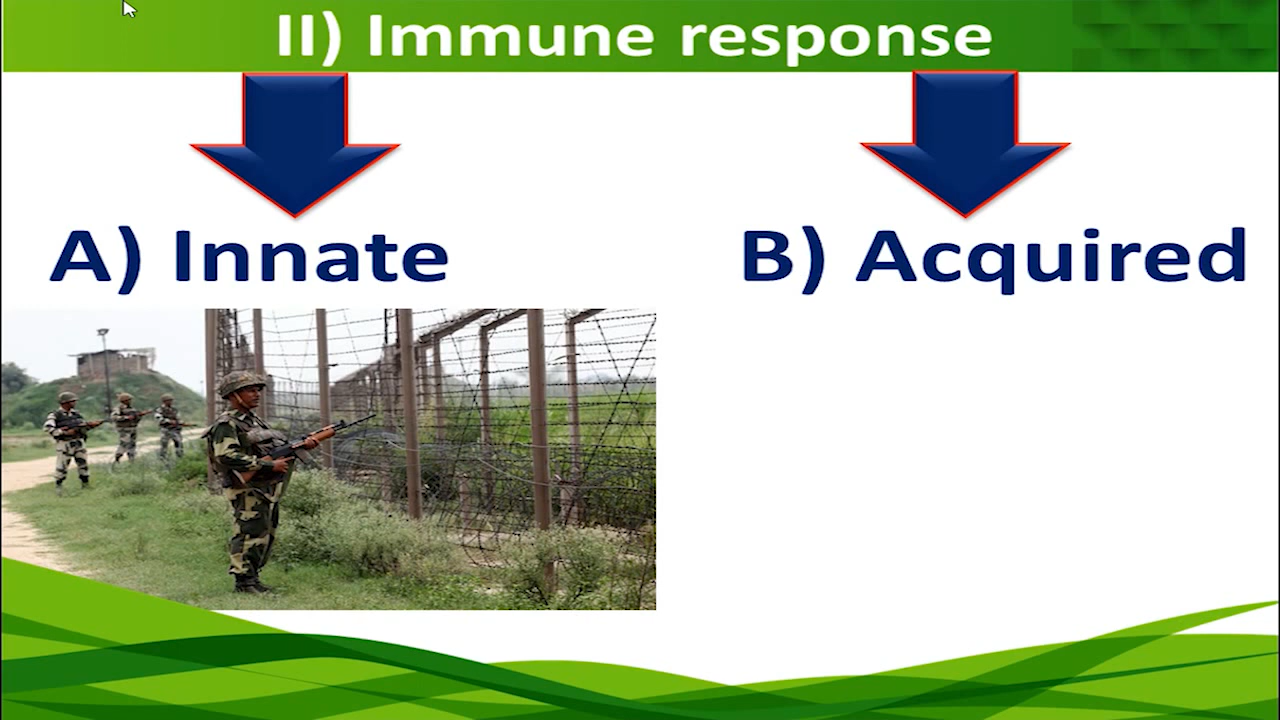 II) Immune response
A) Innate
B) Acquired